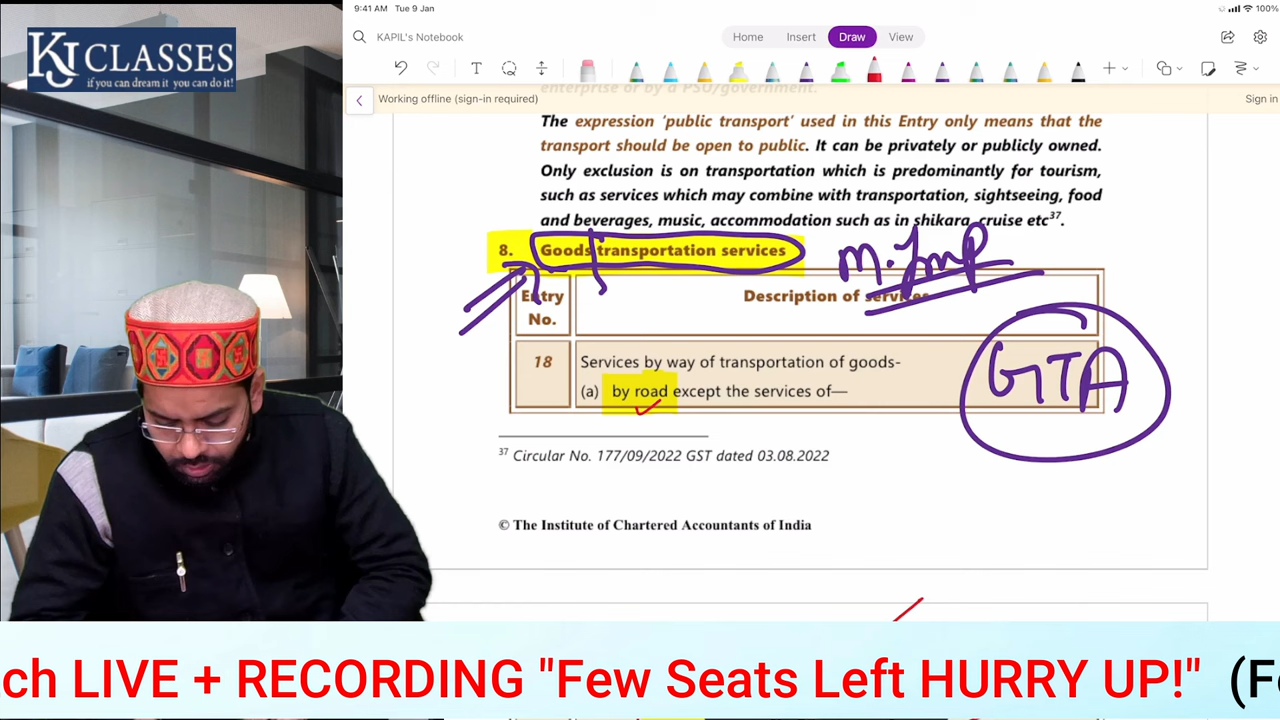 KJ CLASSES
if you can dream it you can do it!
9:41 AM Tue 9 Jan
100%
KAPIL's Notebook
Home Insert Draw View
Working offline (sign-in required)
Sign in
enterprise or by a PSU/government.
The expression 'public transport' used in this Entry only means that the
transport should be open to public. It can be privately or publicly owned.
Only exclusion is on transportation which is predominantly for tourism,
such as services which may combine with transportation, sightseeing, food
and beverages, music, accommodation such as in shikara, cruise etc37.
8. Goods transportation services
M. Imp
Entry
No.
Description of services
18
Services by way of transportation of goods-
(a) by road except the services of—
GTA
37 Circular No. 177/09/2022 GST dated 03.08.2022
© The Institute of Chartered Accountants of India
ch LIVE + RECORDING "Few Seats Left HURRY UP!" (Fe